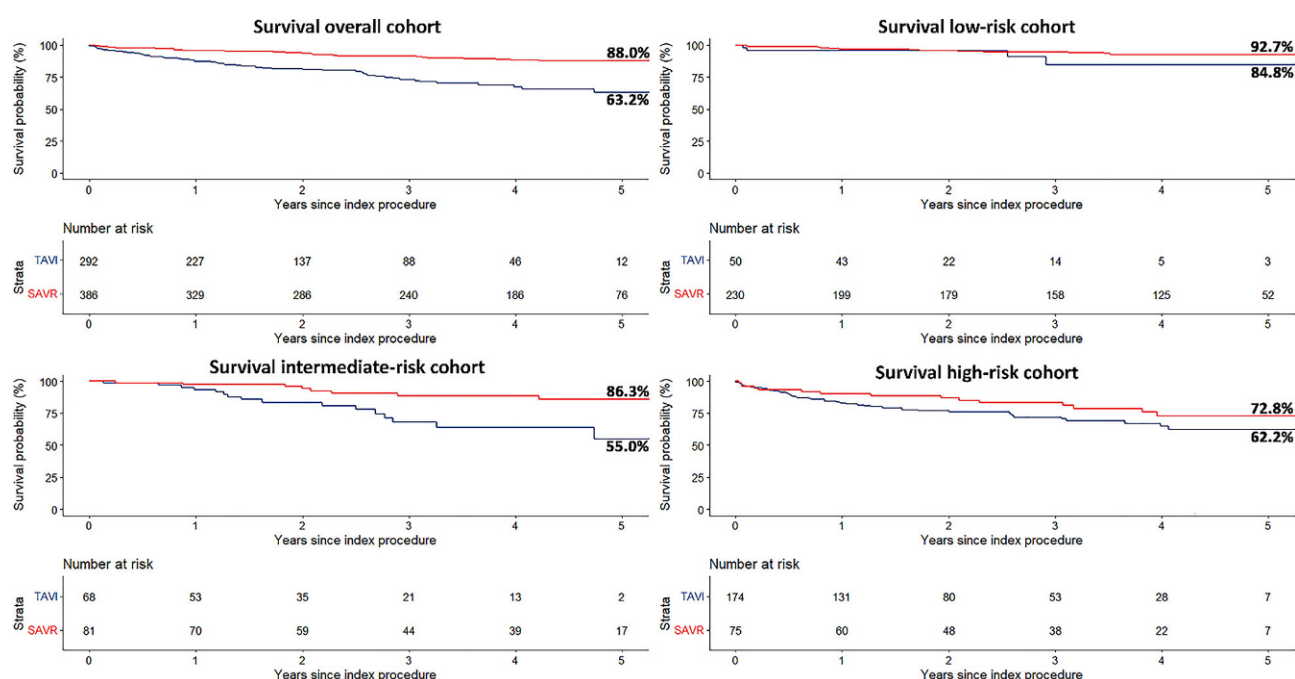 Survival overall cohort
Survival probability (%)
100
75
50
25
0
88.0%
63.2%
0 1 2 3 4 5
Years since index procedure
Number at risk
Strata
TAVI 292 227 137 88 46 12
SAVR 386 329 286 240 186 76
0 1 2 3 4 5
Years since index procedure
Survival low-risk cohort
Survival probability (%)
100
75
50
25
0
92.7%
84.8%
0 1 2 3 4 5
Years since index procedure
Number at risk
Strata
TAVI 50 43 22 14 5 3
SAVR 230 199 179 158 125 52
0 1 2 3 4 5
Years since index procedure
Survival intermediate-risk cohort
Survival probability (%)
100
75
50
25
0
86.3%
55.0%
0 1 2 3 4 5
Years since index procedure
Number at risk
Strata
TAVI 68 53 35 21 13 2
SAVR 81 70 59 44 39 17
0 1 2 3 4 5
Years since index procedure
Survival high-risk cohort
Survival probability (%)
100
75
50
25
0
72.8%
62.2%
0 1 2 3 4 5
Years since index procedure
Number at risk
Strata
TAVI 174 131 80 53 28 7
SAVR 75 60 48 38 22 7
0 1 2 3 4 5
Years since index procedure